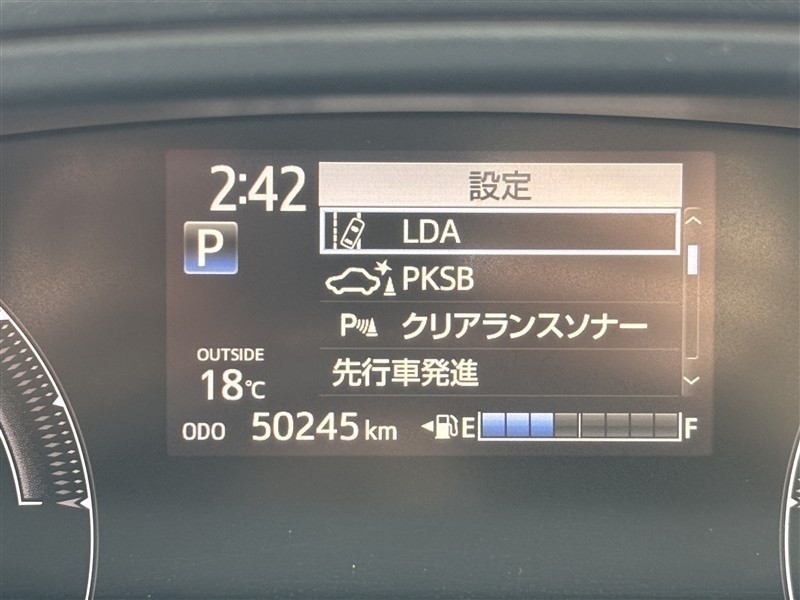 2:42
設定
LDA
P
PKSB
P クリアランスソナー
OUTSIDE
先行車発進
18℃
ODO 50245 km E F